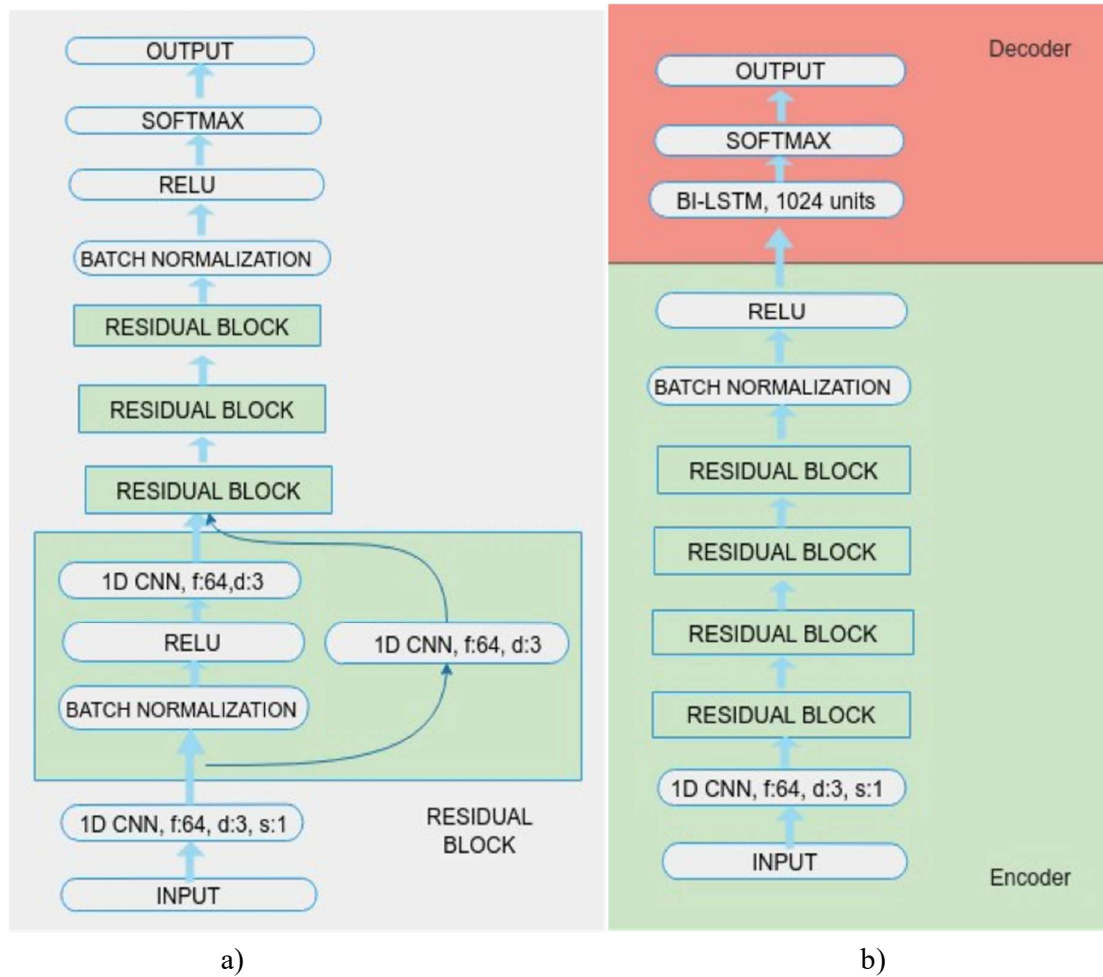 OUTPUT
SOFTMAX
RELU
BATCH NORMALIZATION
RESIDUAL BLOCK
RESIDUAL BLOCK
RESIDUAL BLOCK
1D CNN, f:64,d:3
RELU
1D CNN, f:64, d:3
BATCH NORMALIZATION
1D CNN, f:64, d:3, s:1
RESIDUAL
BLOCK
INPUT
a)
Decoder
OUTPUT
SOFTMAX
BI-LSTM, 1024 units
RELU
BATCH NORMALIZATION
RESIDUAL BLOCK
RESIDUAL BLOCK
RESIDUAL BLOCK
RESIDUAL BLOCK
1D CNN, f:64, d:3, s:1
INPUT
Encoder
b)